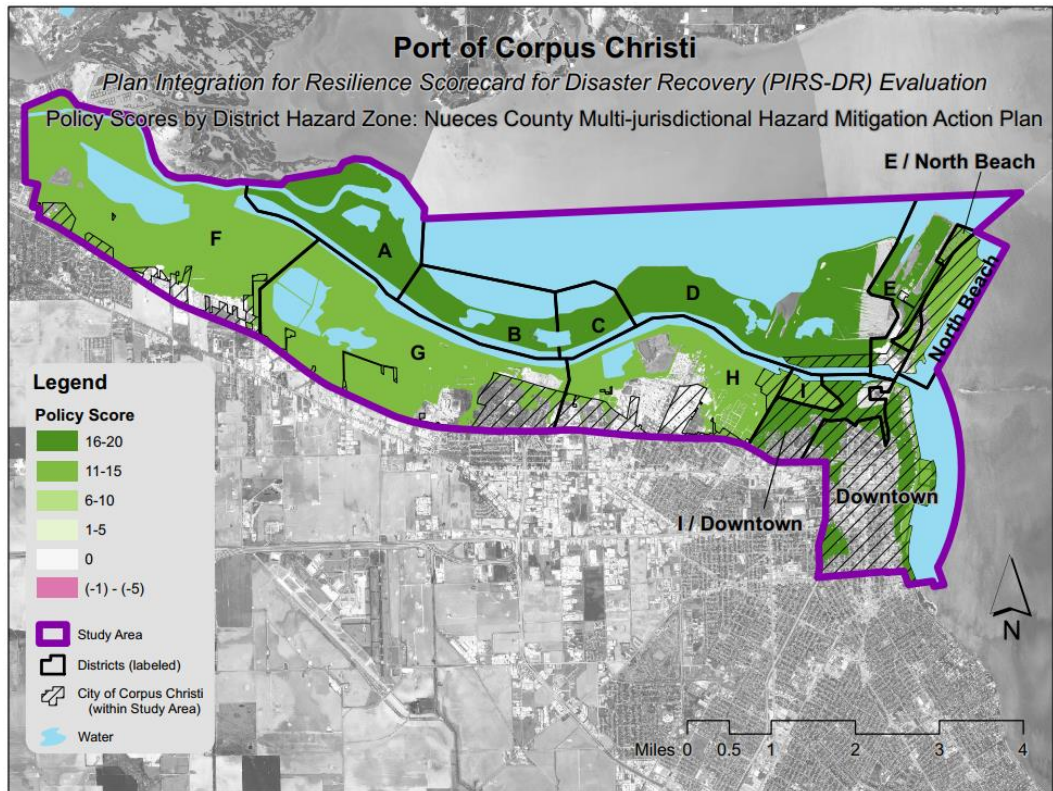 Port of Corpus Christi
Plan Integration for Resilience Scorecard for Disaster Recovery (PIRS-DR) Evaluation
Policy Scores by District Hazard Zone: Nueces County Multi-jurisdictional Hazard Mitigation Action Plan
E / North Beach
F
A
D
E
North Beach
B
C
G
H
I
Downtown
I / Downtown
Legend
Policy Score
16-20
11-15
6-10
1-5
0
(-1) - (-5)
Study Area
Districts (labeled)
City of Corpus Christi
(within Study Area)
Water
N
Miles 0 0.5 1 2 3 4